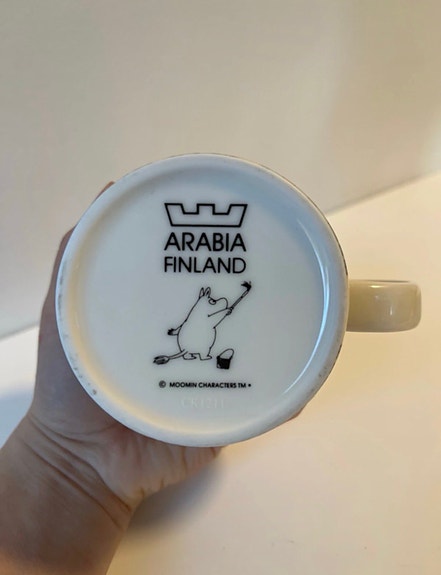 ARABIA
FINLAND
© MOOMIN CHARACTERS TM